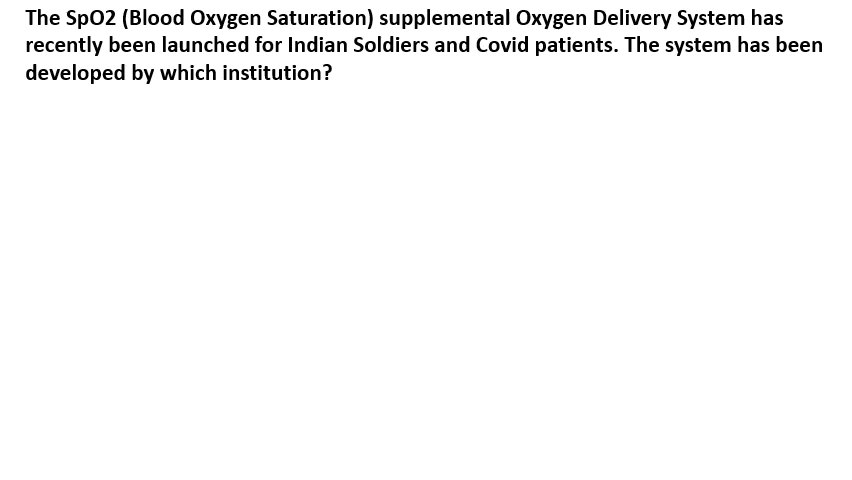 The SpO2 (Blood Oxygen Saturation) supplemental Oxygen Delivery System has
recently been launched for Indian Soldiers and Covid patients. The system has been
developed by which institution?